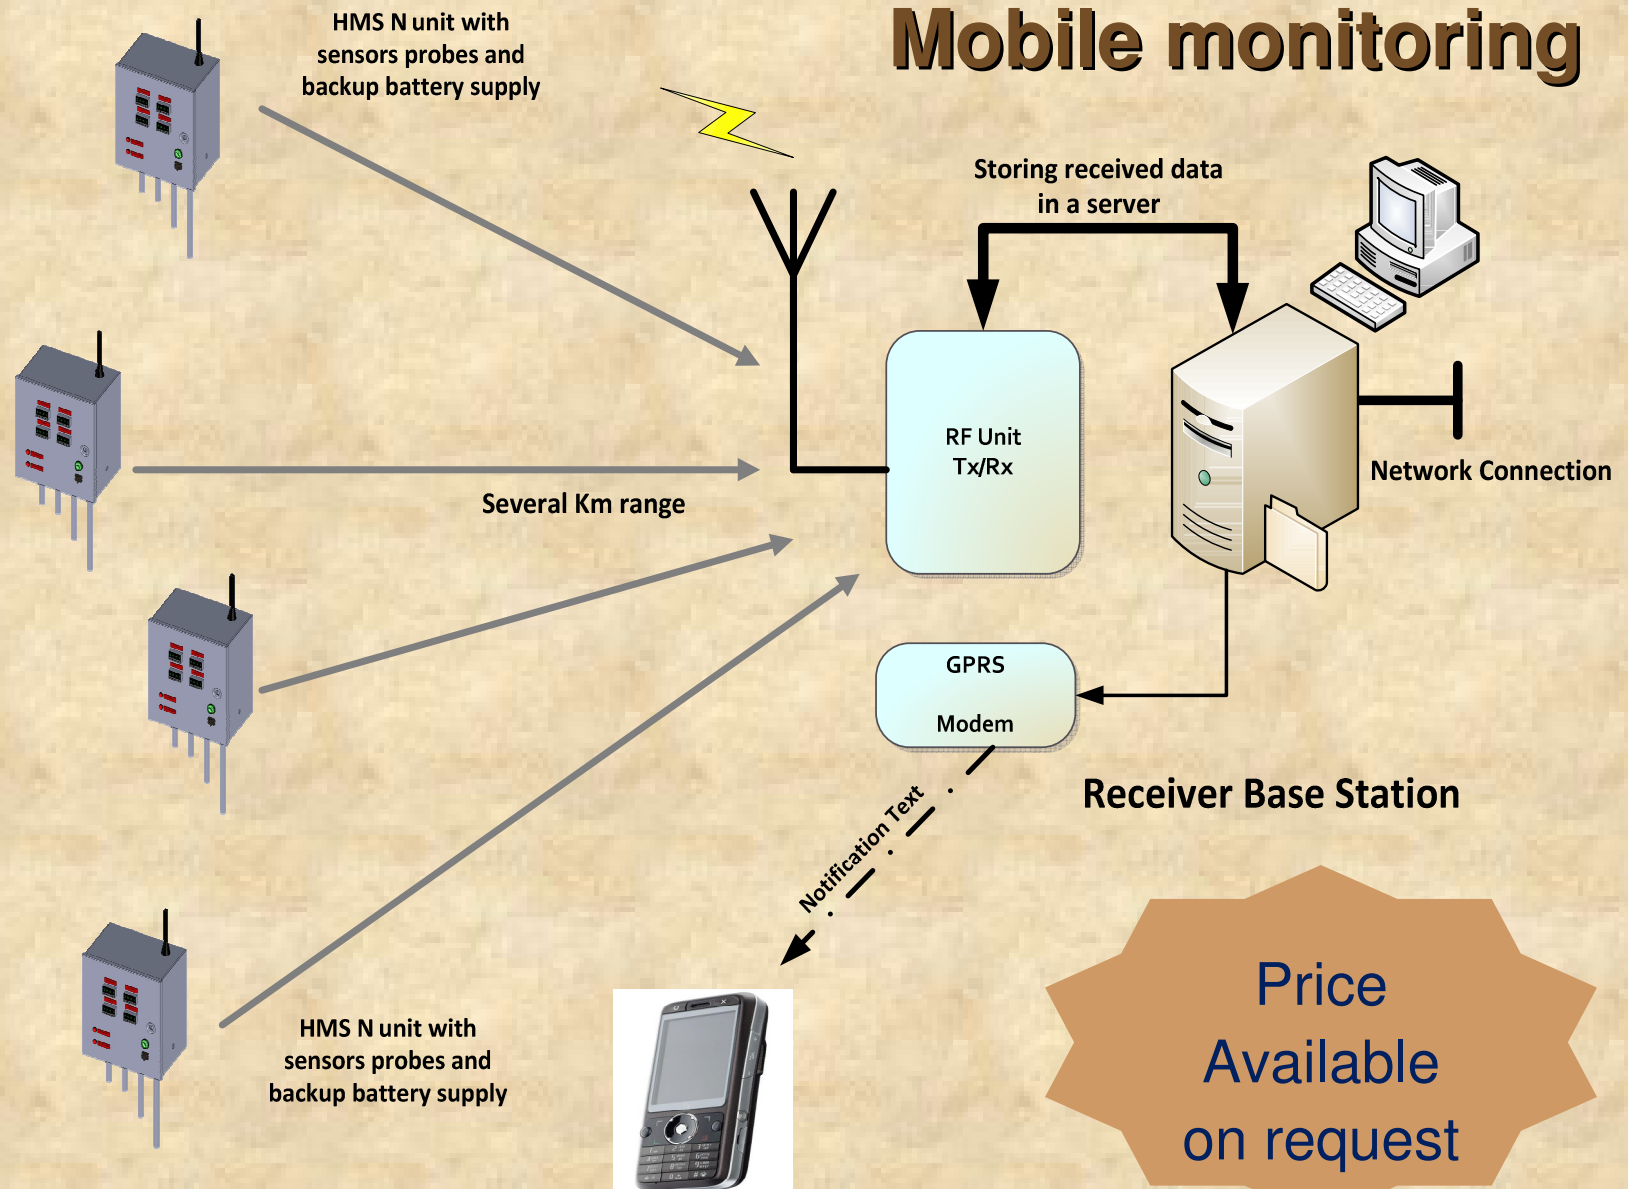 Mobile monitoring
HMS N unit with
sensors probes and
backup battery supply
Storing received data
in a server
RF Unit
Tx/Rx
Network Connection
Several Km range
GPRS
Modem
Notification Text
Receiver Base Station
HMS N unit with
sensors probes and
backup battery supply
Price
Available
on request